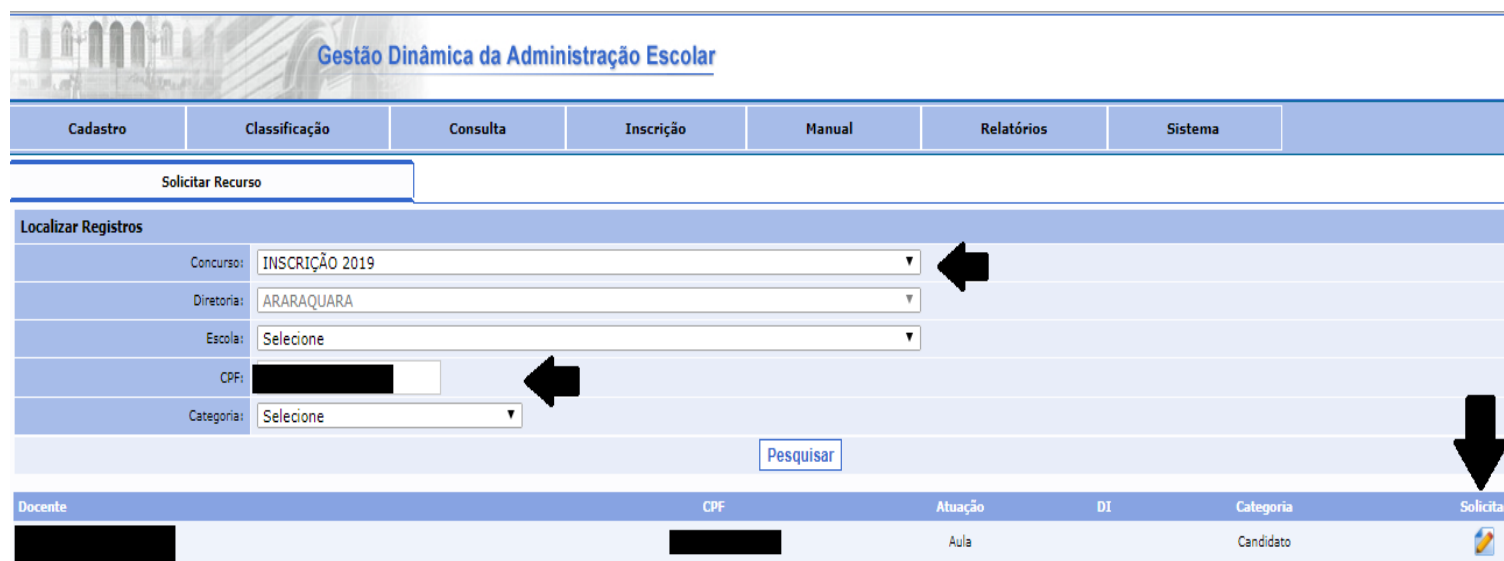 Gestão Dinâmica da Administração Escolar
Cadastro Classificação Consulta Inscrição Manual Relatórios Sistema
Solicitar Recurso
Localizar Registros
Concurso: INSCRIÇÃO 2019
Diretoria: ARARAQUARA
Escola: Selecione
CPF:
Categoria: Selecione
Pesquisar
Docente CPF Atuação DI Categoria Solicita
Aula Candidato